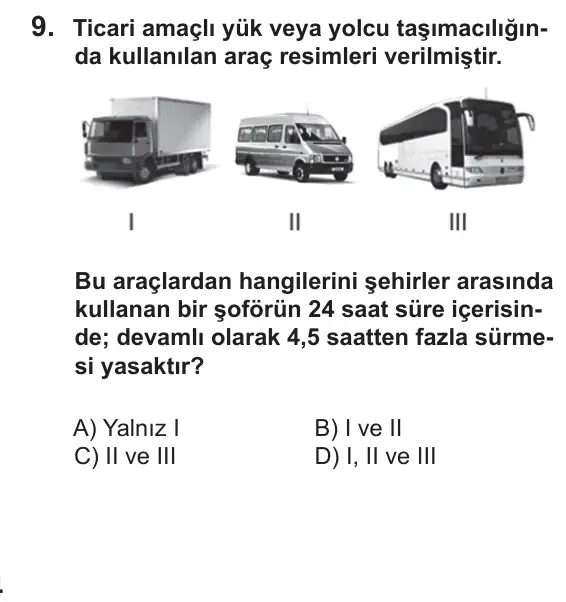 9. Ticari amaçlı yük veya yolcu taşımacılığın-
da kullanılan araç resimleri verilmiştir.
I II III
Bu araçlardan hangilerini şehirler arasında
kullanan bir şoförün 24 saat süre içerisin-
de; devamlı olarak 4,5 saatten fazla sürme-
si yasaktır?
A) Yalnız I B) I ve II
C) II ve III D) I, II ve III